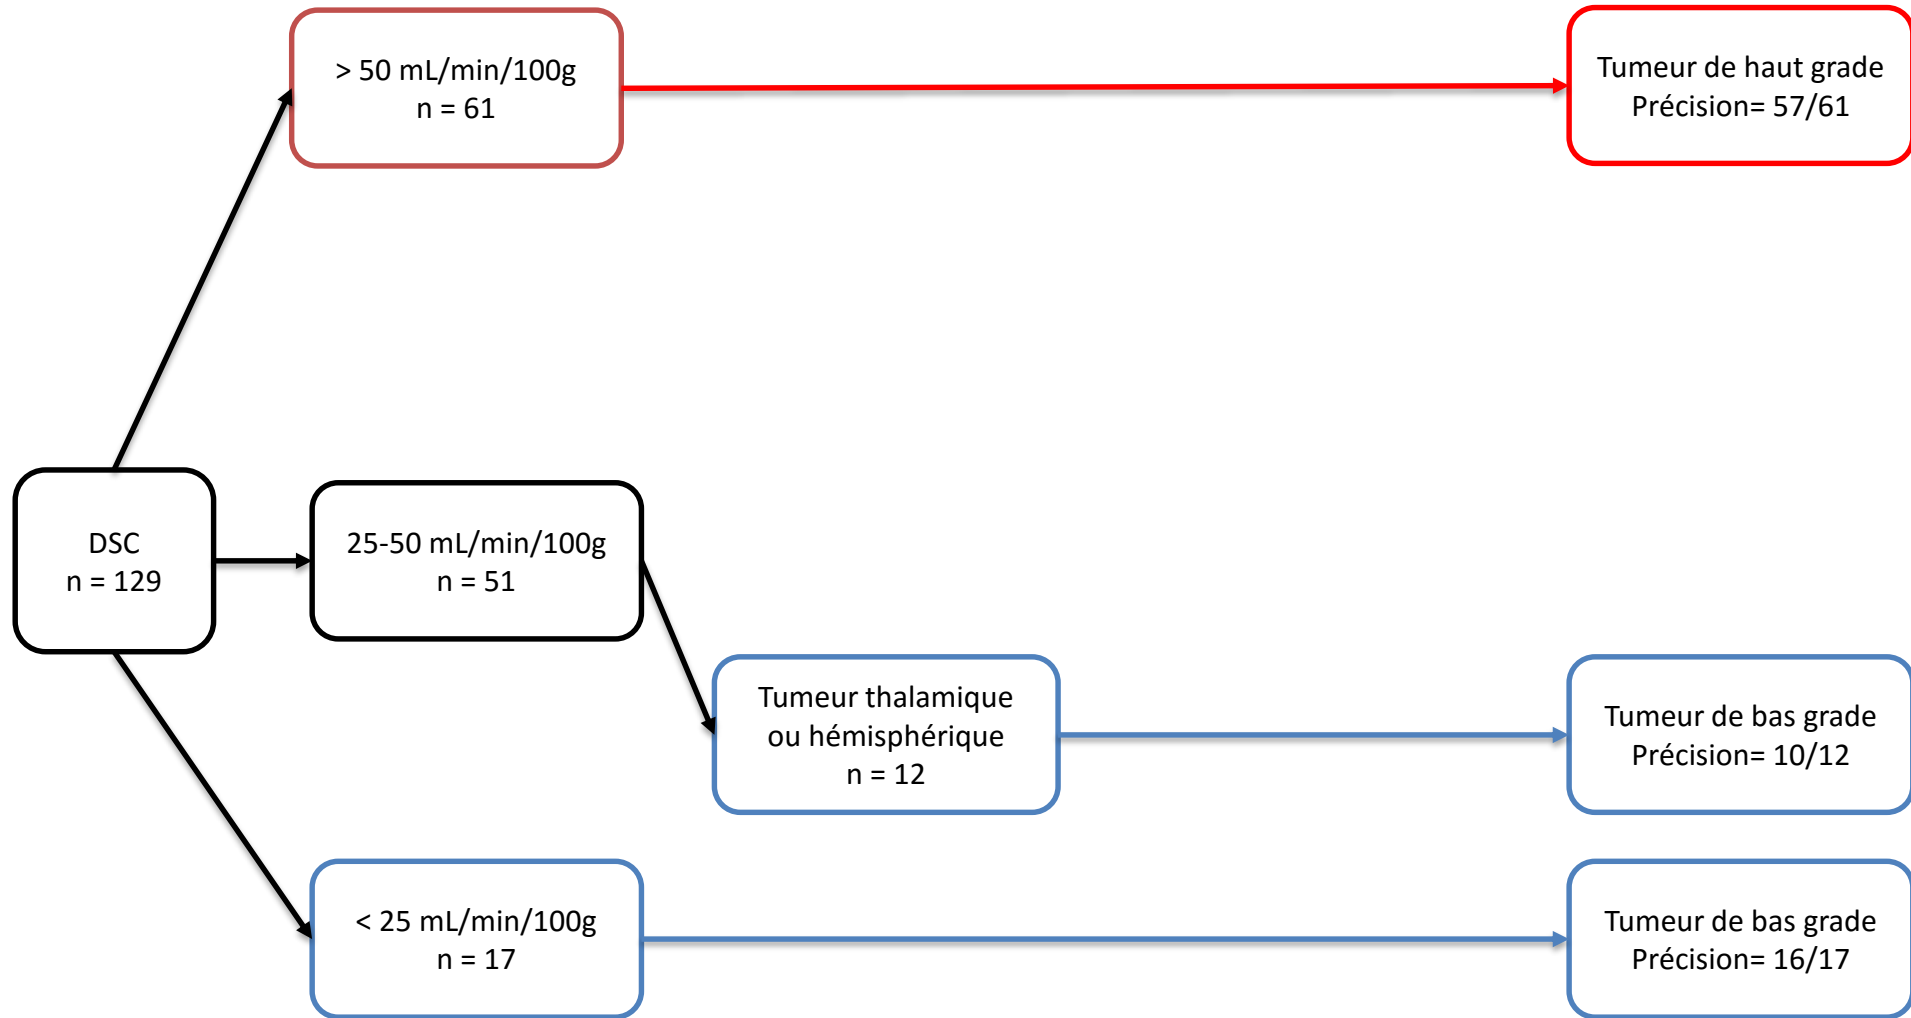 > 50 mL/min/100g
n = 61
Tumeur de haut grade
Précision= 57/61
DSC
n = 129
25-50 mL/min/100g
n = 51
Tumeur thalamique
ou hémisphérique
n = 12
Tumeur de bas grade
Précision= 10/12
< 25 mL/min/100g
n = 17
Tumeur de bas grade
Précision= 16/17